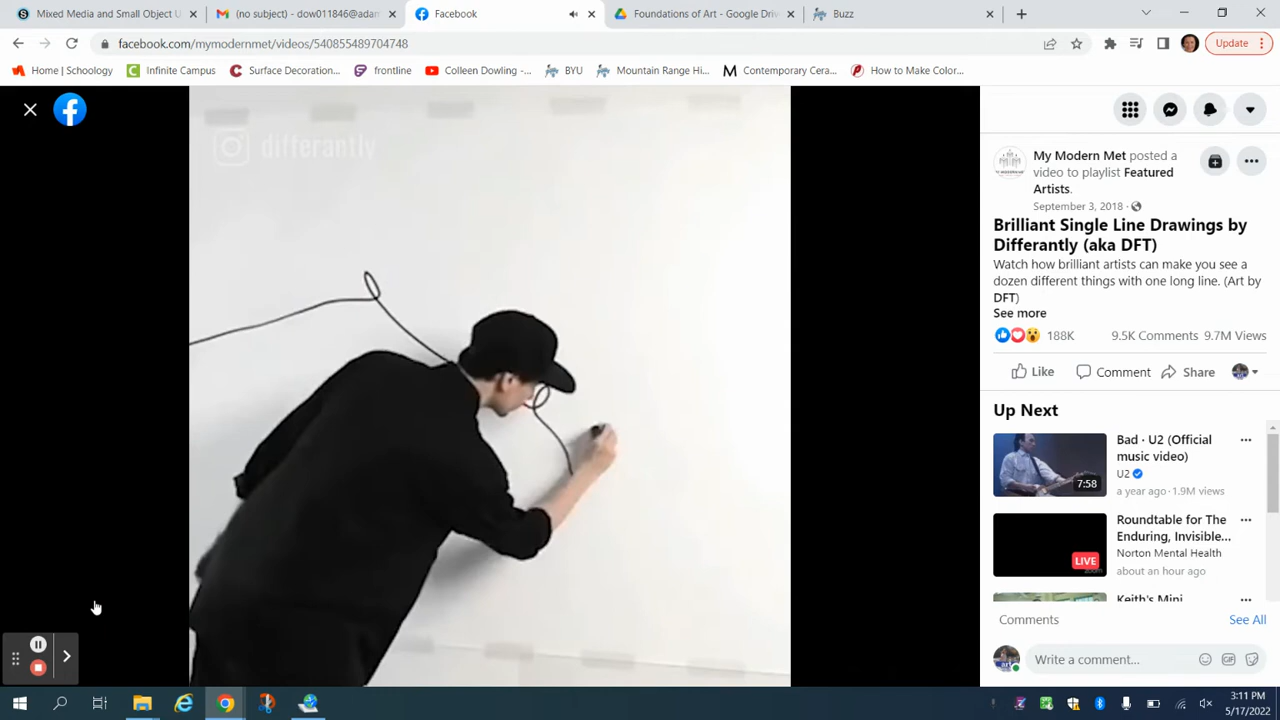 Mixed Media and Small Object U
(no subject) - dow011846@adam
Facebook
Foundations of Art - Google Driv
Buzz
facebook.com/mymodernmet/videos/540855489704748
Update
Home | Schoology
Infinite Campus
Surface Decoration...
frontline
Colleen Dowling -...
BYU
Mountain Range Hi...
Contemporary Cera...
How to Make Color...
differantly
My Modern Met posted a
video to playlist Featured
Artists.
September 3, 2018
Brilliant Single Line Drawings by
Differantly (aka DFT)
Watch how brilliant artists can make you see a
dozen different things with one long line. (Art by
DFT)
See more
188K
9.5K Comments 9.7M Views
Like
Comment
Share
Up Next
Bad · U2 (Official
music video)
U2
a year ago · 1.9M views
7:58
Roundtable for The
Enduring, Invisible...
Norton Mental Health
about an hour ago
LIVE
zoom
Keith's Mini
Comments
See All
Write a comment...
GIF
3:11 PM
5/17/2022